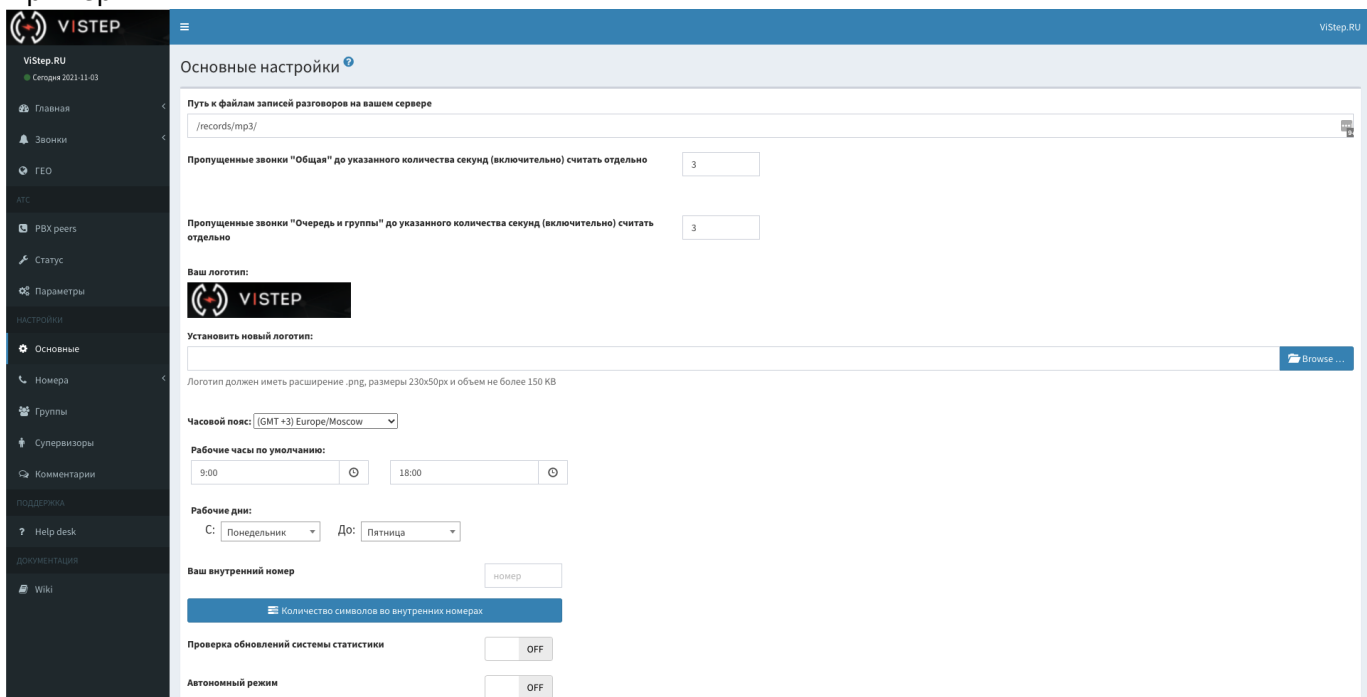 VISTEP
ViStep.RU
ViStep.RU
Сегодня 2021-11-03
Главная
Звонки
ГЕО
АТС
PBX peers
Статус
Параметры
НАСТРОЙКИ
Основные
Номера
Группы
Супервизоры
Комментарии
ПОДДЕРЖКА
Help desk
ДОКУМЕНТАЦИЯ
Wiki
Основные настройки
Путь к файлам записей разговоров на вашем сервере
/records/mp3/
Пропущенные звонки "Общая" до указанного количества секунд (включительно) считать отдельно
3
Пропущенные звонки "Очередь и группы" до указанного количества секунд (включительно) считать
отдельно
3
Ваш логотип:
VISTEP
Установить новый логотип:
Browse ...
Логотип должен иметь расширение .png, размеры 230x50px и объем не более 150 KB
Часовой пояс: (GMT +3) Europe/Moscow
Рабочие часы по умолчанию:
9:00 18:00
Рабочие дни:
С: Понедельник До: Пятница
Ваш внутренний номер
номер
Количество символов во внутренних номерах
Проверка обновлений системы статистики
OFF
Автономный режим
OFF